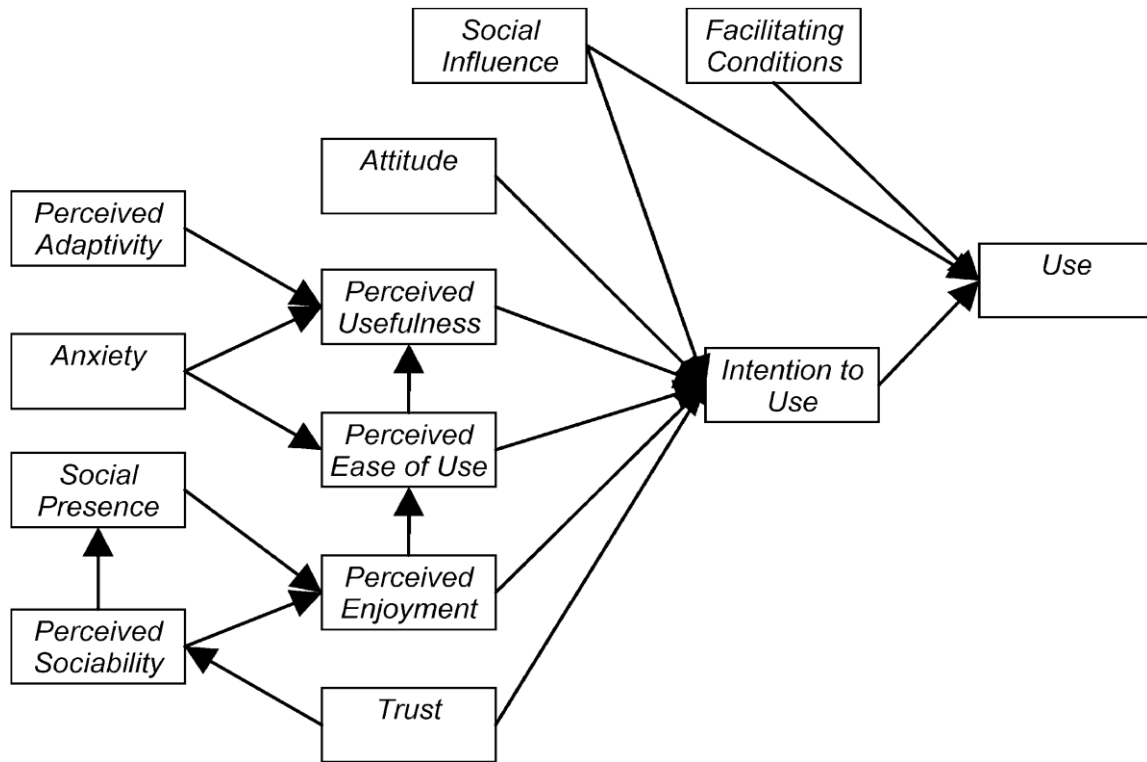 Social
Influence
Facilitating
Conditions
Attitude
Perceived
Adaptivity
Use
Perceived
Usefulness
Anxiety
Intention to
Use
Perceived
Ease of Use
Social
Presence
Perceived
Enjoyment
Perceived
Sociability
Trust